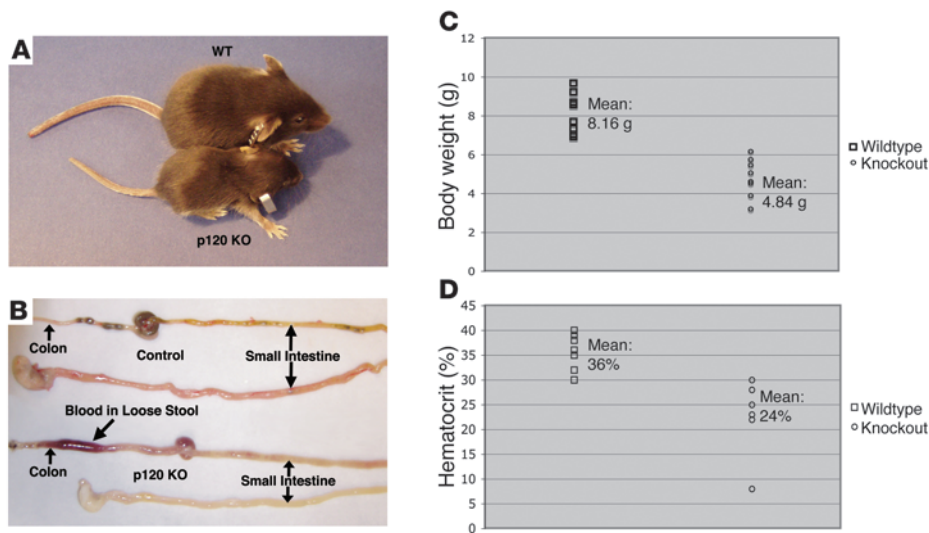 A
WT
p120 KO
B
Colon
Control
Small Intestine
Blood in Loose Stool
Colon
p120 KO
Small Intestine
C
Body weight (g)
12
10
8
6
4
2
0
Mean:
8.16 g
Mean:
4.84 g
Wildtype
Knockout
D
Hematocrit (%)
45
40
35
30
25
20
15
10
5
0
Mean:
36%
Mean:
24%
Wildtype
Knockout